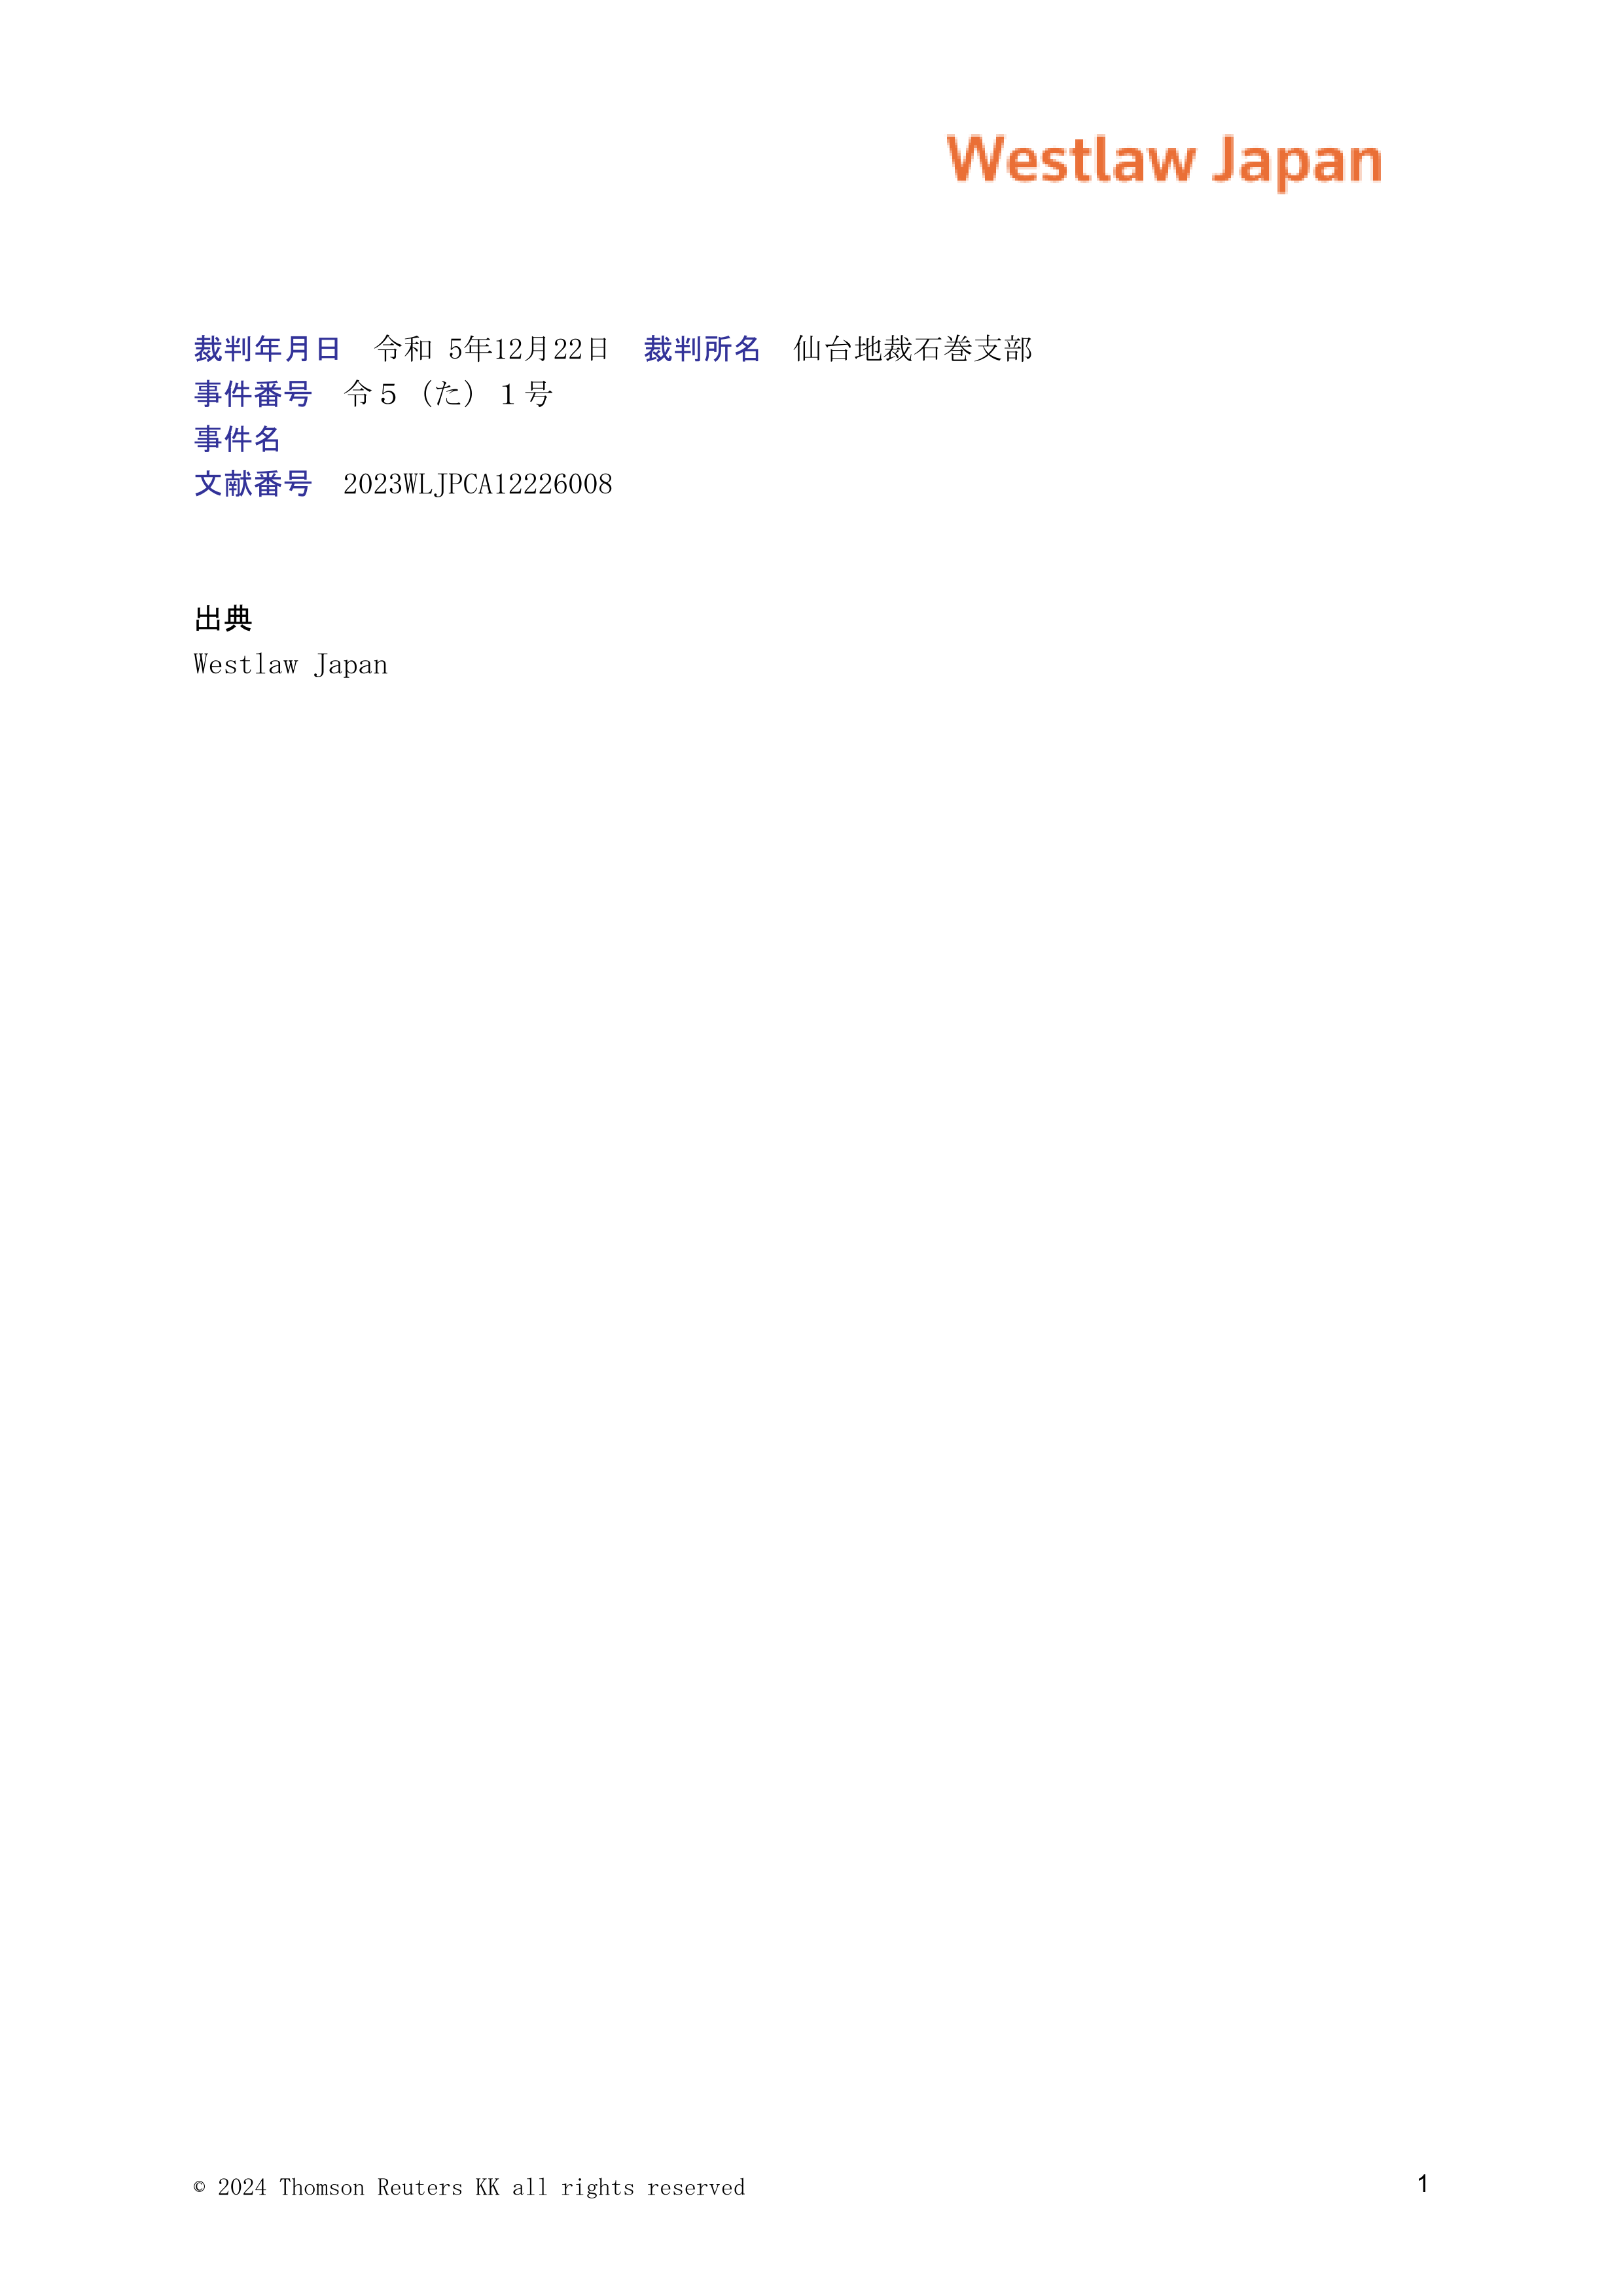 Westlaw Japan
裁判年月日　令和 5年12月22日　裁判所名　仙台地裁石巻支部
事件番号　令５（た）１号
事件名
文献番号　2023WLJPCA12226008
出典
Westlaw Japan
© 2024 Thomson Reuters KK all rights reserved
1